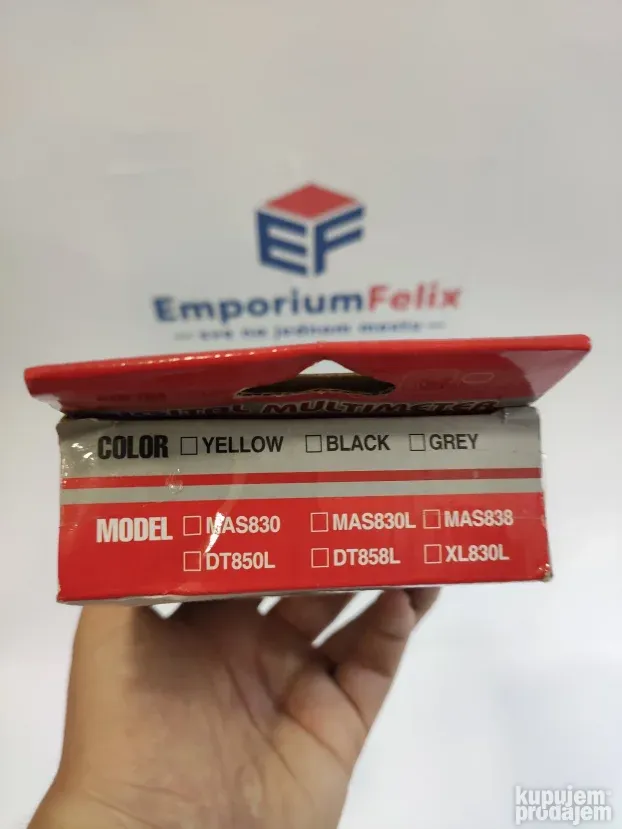 EF
EmporiumFelix
— sve na jednom mestu —
DIGITAL MULTIMETER
COLOR ☐ YELLOW ☐ BLACK ☐ GREY
MODEL ☐ MAS830 ☐ MAS830L ☐ MAS838
☐ DT850L ☐ DT858L ☐ XL830L
kupujem
prodajem